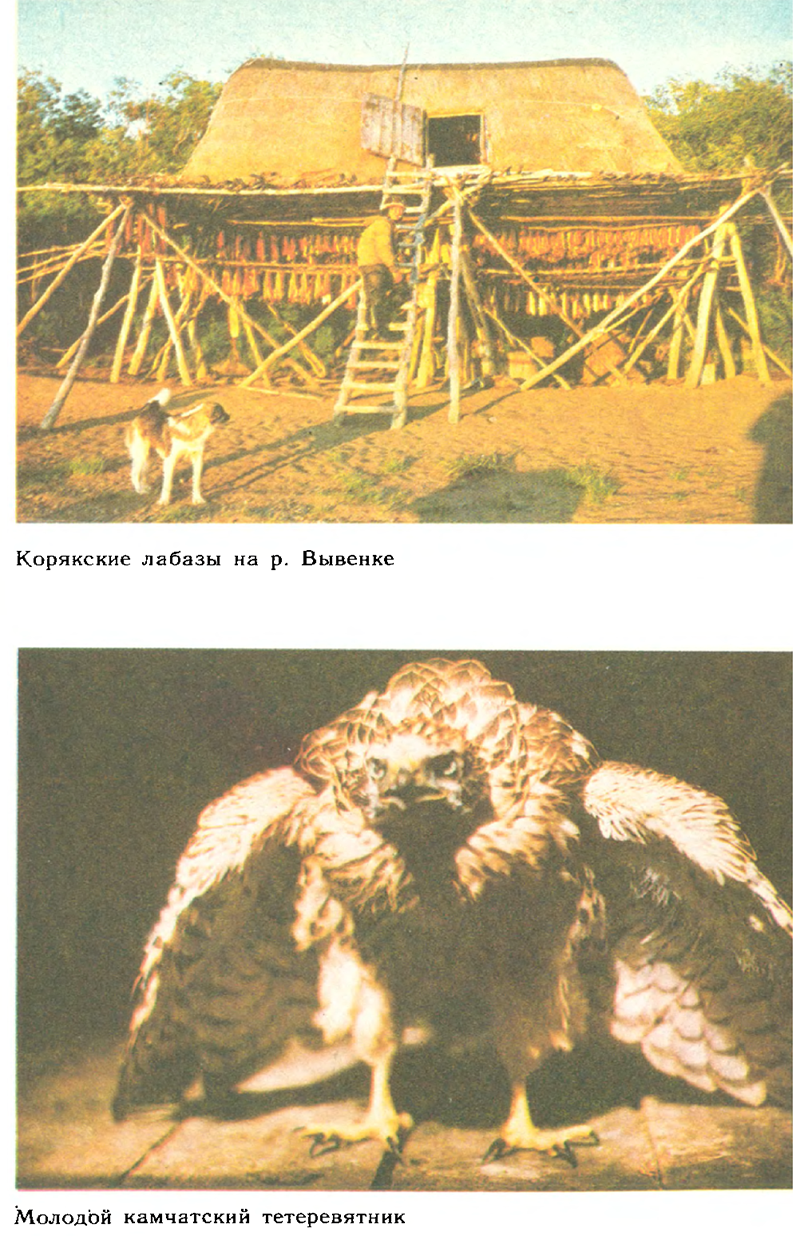 Корякские лабазы на р. Вывенке
Молодой камчатский тетеревятник